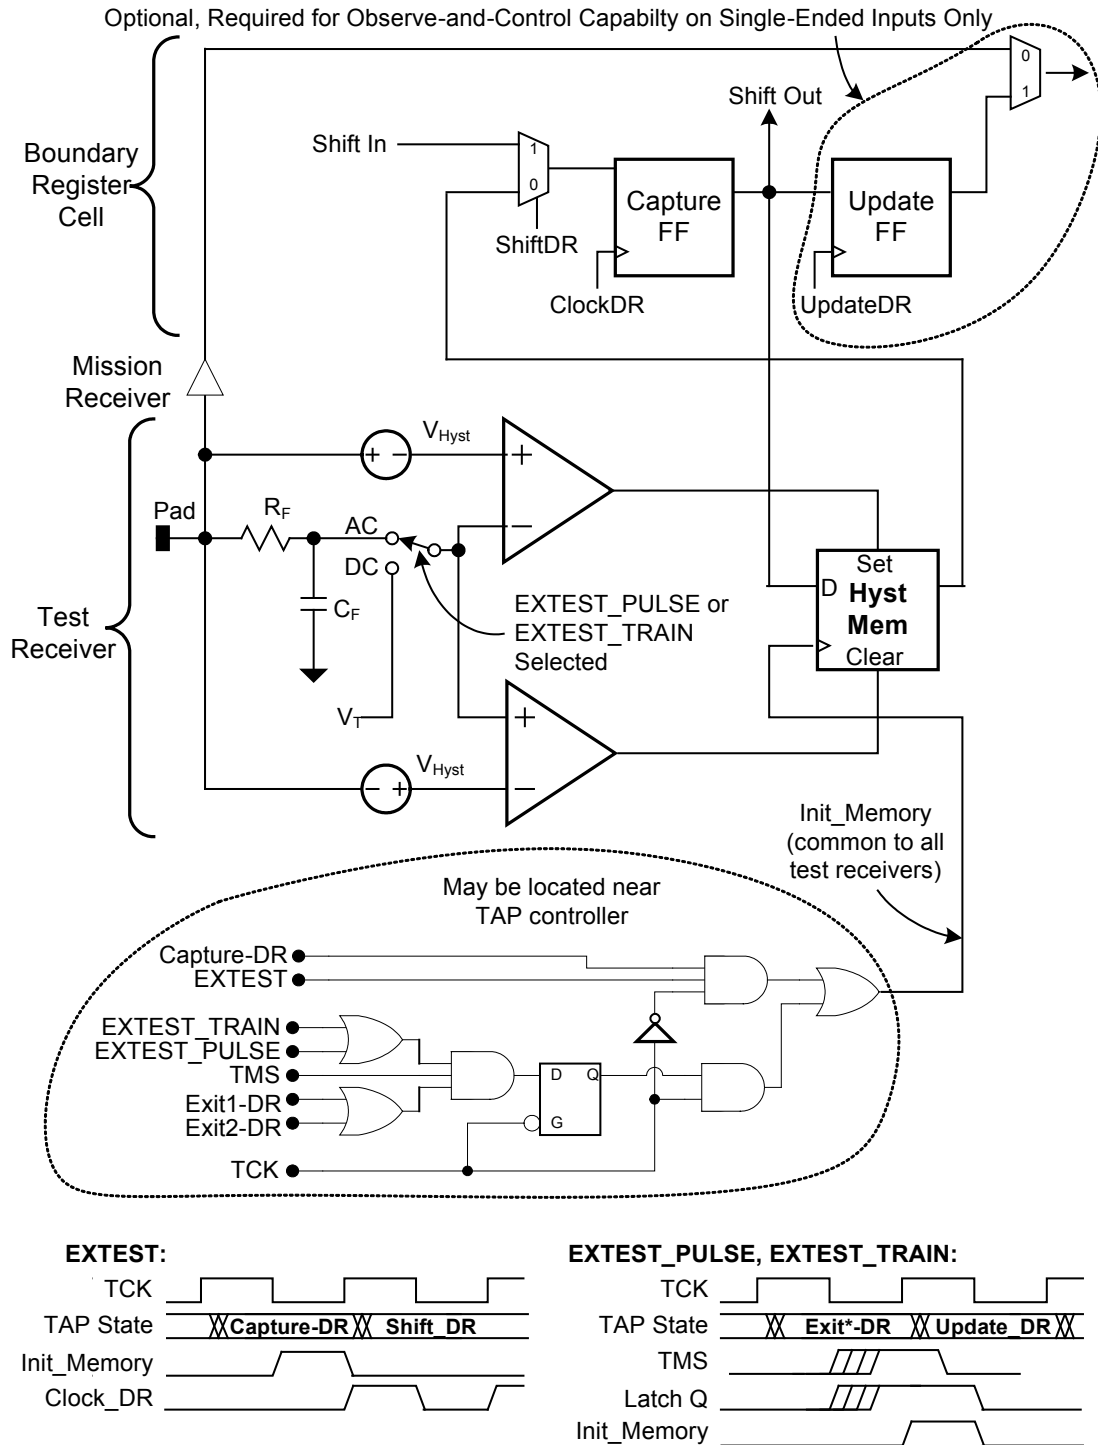 Optional, Required for Observe-and-Control Capabilty on Single-Ended Inputs Only
0
1
Shift Out
Shift In
1
0
Boundary
Register
Cell
Capture
FF
Update
FF
ShiftDR
ClockDR
UpdateDR
Mission
Receiver
VHyst
+ -
+
Pad
RF
AC
−
DC
Set
D
Hyst
Mem
Clear
CF
EXTEST_PULSE or
EXTEST_TRAIN
Selected
Test
Receiver
VT
+
VHyst
- +
−
Init_Memory
(common to all
test receivers)
May be located near
TAP controller
Capture-DR
EXTEST
EXTEST_TRAIN
EXTEST_PULSE
TMS
D Q
Exit1-DR
Exit2-DR
G
TCK
EXTEST:
TCK
TAP State Capture-DR Shift_DR
Init_Memory
Clock_DR
EXTEST_PULSE, EXTEST_TRAIN:
TCK
TAP State Exit*-DR Update_DR
TMS
Latch Q
Init_Memory